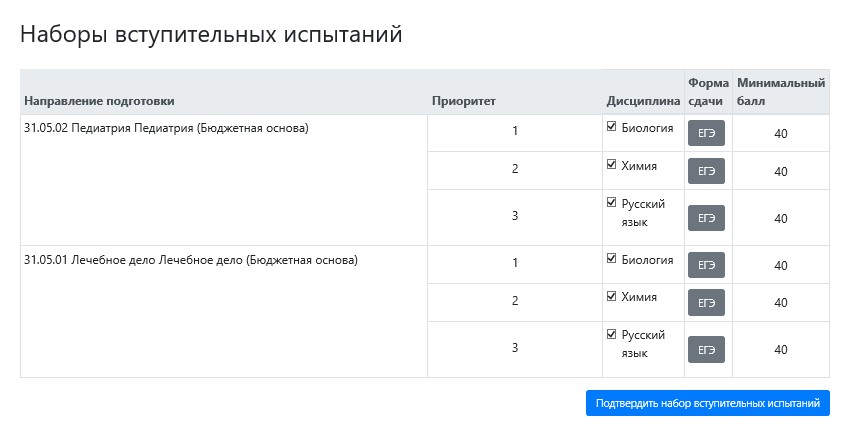 Наборы вступительных испытаний
Направление подготовки Приоритет Дисциплина Форма сдачи Минимальный балл
31.05.02 Педиатрия Педиатрия (Бюджетная основа) 1 Биология ЕГЭ 40
2 Химия ЕГЭ 40
3 Русский язык ЕГЭ 40
31.05.01 Лечебное дело Лечебное дело (Бюджетная основа) 1 Биология ЕГЭ 40
2 Химия ЕГЭ 40
3 Русский язык ЕГЭ 40
Подтвердить набор вступительных испытаний